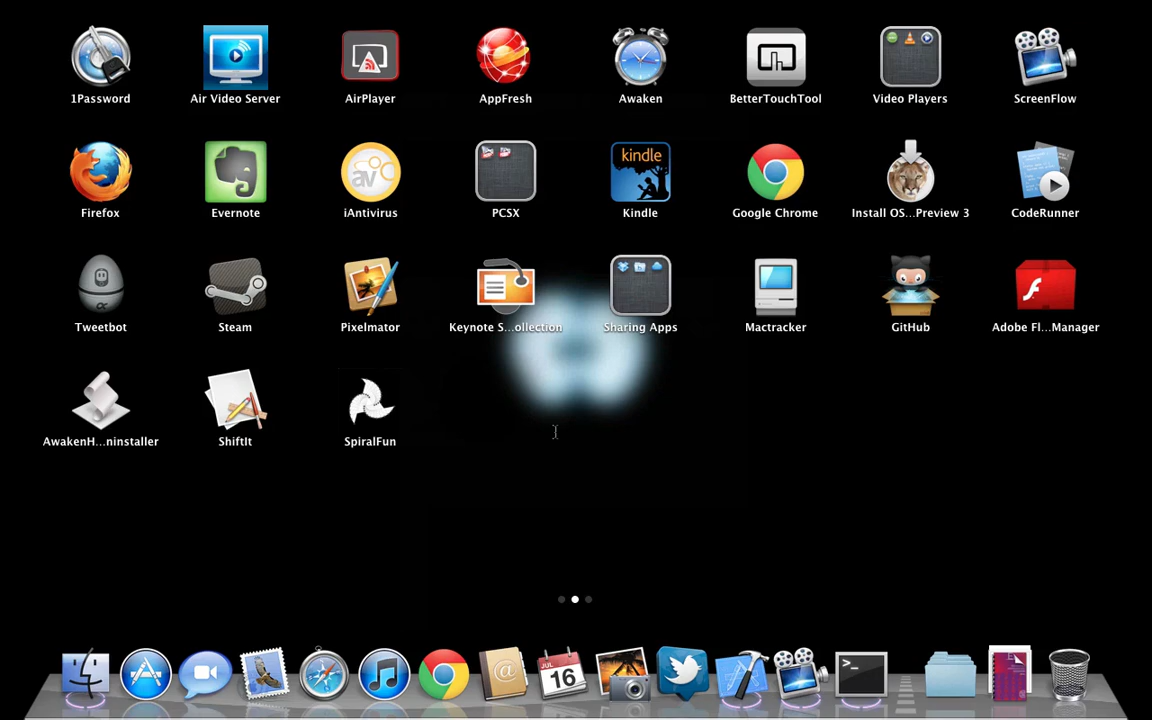 1Password Air Video Server AirPlayer AppFresh Awaken BetterTouchTool Video Players ScreenFlow
kindle
Firefox Evernote iAntivirus PCSX Kindle Google Chrome Install OS...Preview 3 CodeRunner
Tweetbot Steam Pixelmator Keynote S...ollection Sharing Apps Mactracker GitHub Adobe Fl...Manager
AwakenH...ninstaller ShiftIt SpiralFun
JUL
16